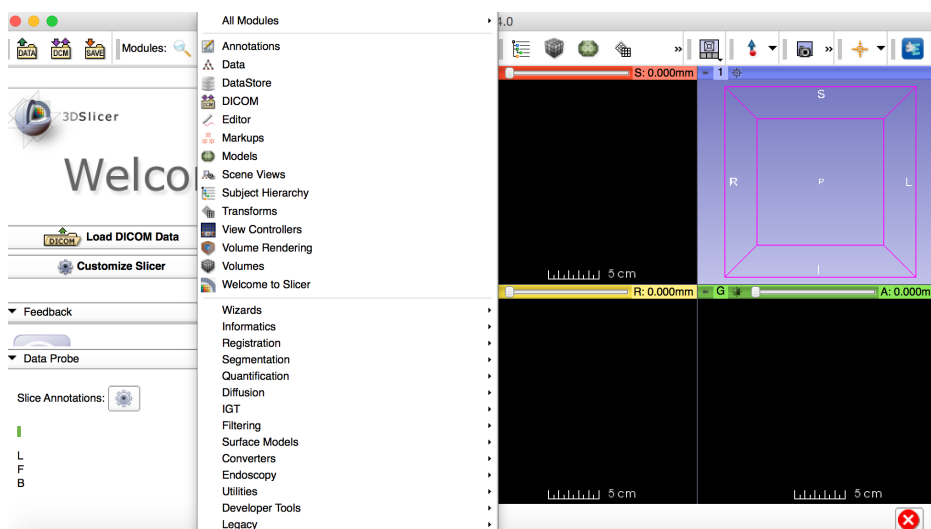 All Modules
4.0
DATA
DCM
SAVE
Modules:
Annotations
Data
DataStore
DICOM
Editor
Markups
Models
Scene Views
Subject Hierarchy
Transforms
View Controllers
Volume Rendering
Volumes
Welcome to Slicer
Wizards
Informatics
Registration
Segmentation
Quantification
Diffusion
IGT
Filtering
Surface Models
Converters
Endoscopy
Utilities
Developer Tools
Legacy
3DSlicer
Welco
DICOM
Load DICOM Data
Customize Slicer
Feedback
Data Probe
Slice Annotations:
L
F
B
S: 0.000mm
1
S
R
P
L
I
5 cm
R: 0.000mm
G
A: 0.000m
5 cm
5 cm